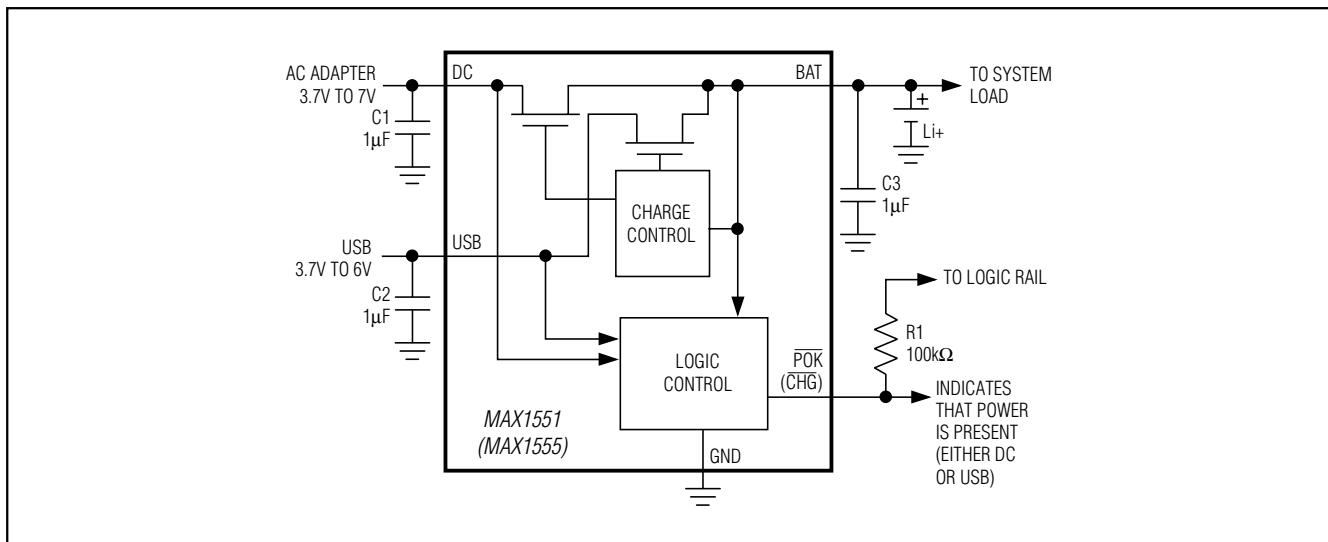 AC ADAPTER
3.7V TO 7V
C1
1µF
DC
BAT
TO SYSTEM
LOAD
+
Li+
C3
1µF
CHARGE
CONTROL
USB
3.7V TO 6V
USB
C2
1µF
TO LOGIC RAIL
R1
100kΩ
LOGIC
CONTROL
POK
(CHG)
INDICATES
THAT POWER
IS PRESENT
(EITHER DC
OR USB)
MAX1551
(MAX1555)
GND